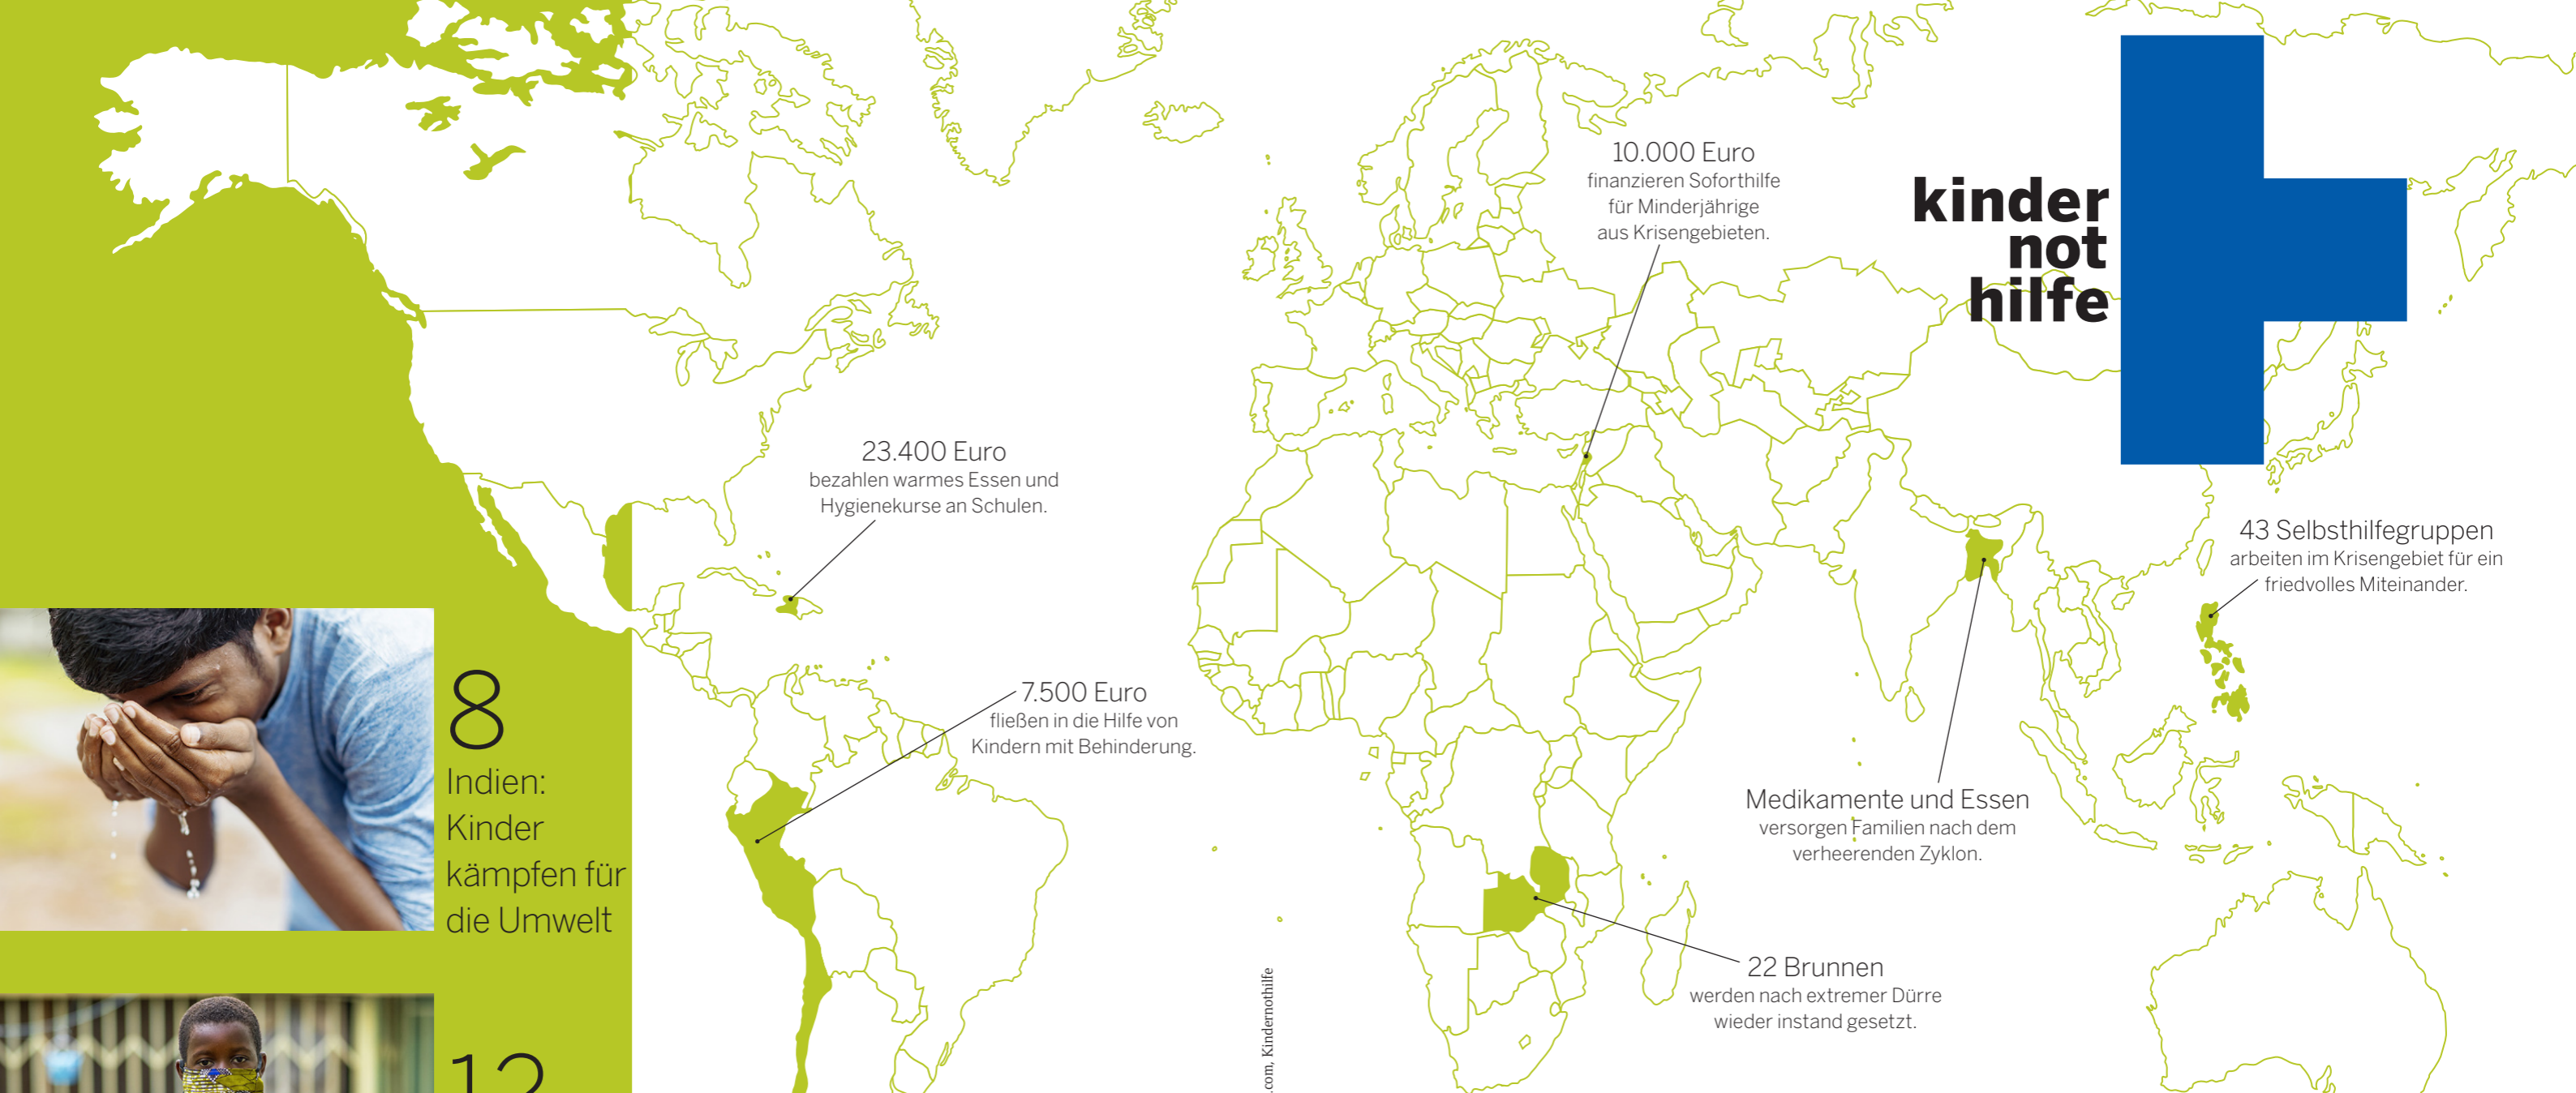 kinder
not
hilfe
10.000 Euro
finanzieren Soforthilfe
für Minderjährige
aus Krisengebieten.
23.400 Euro
bezahlen warmes Essen und
Hygienekurse an Schulen.
43 Selbsthilfegruppen
arbeiten im Krisengebiet für ein
friedvolles Miteinander.
7.500 Euro
fließen in die Hilfe von
Kindern mit Behinderung.
Medikamente und Essen
versorgen Familien nach dem
verheerenden Zyklon.
22 Brunnen
werden nach extremer Dürre
wieder instand gesetzt.
8
Indien:
Kinder
kämpfen für
die Umwelt
12
.com, Kindernothilfe